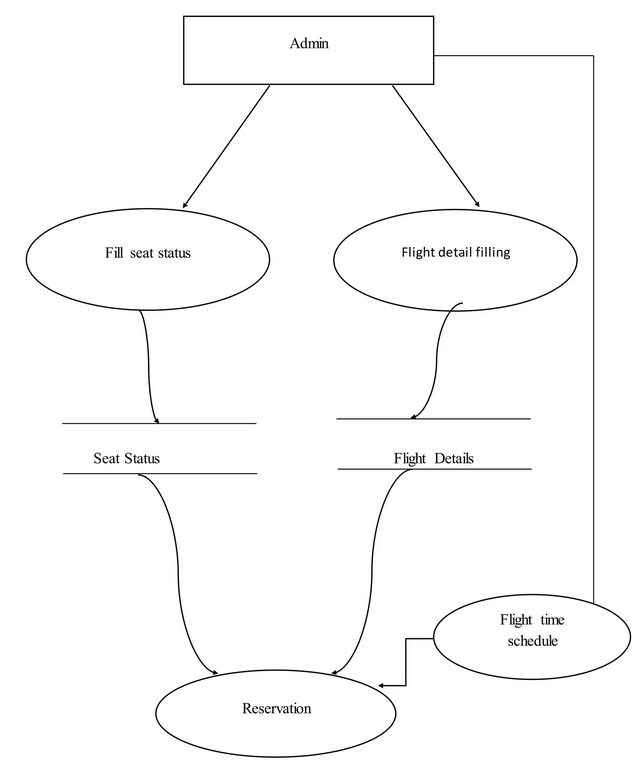 Admin
Fill seat status
Flight detail filling
Seat Status
Flight Details
Flight time
schedule
Reservation